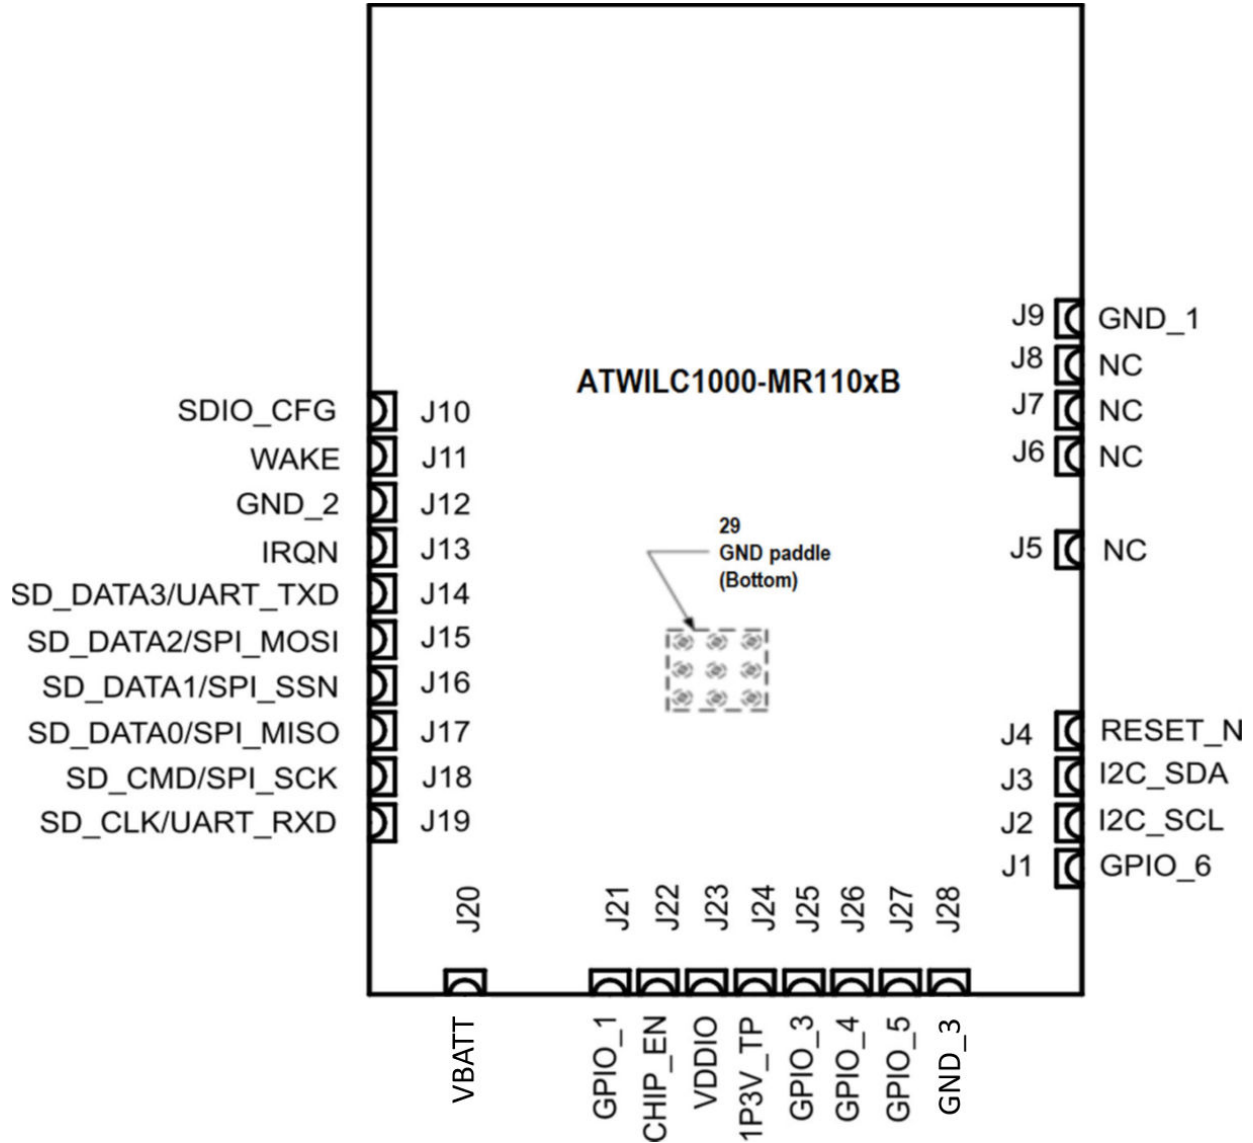 J9 GND_1
J8 NC
ATWILC1000-MR110xB
J7 NC
SDIO_CFG J10
J6 NC
WAKE J11
GND_2 J12
29
GND paddle
(Bottom)
IRQN J13
J5 NC
SD_DATA3/UART_TXD J14
SD_DATA2/SPI_MOSI J15
SD_DATA1/SPI_SSN J16
SD_DATA0/SPI_MISO J17
J4 RESET_N
SD_CMD/SPI_SCK J18
J3 I2C_SDA
SD_CLK/UART_RXD J19
J2 I2C_SCL
J1 GPIO_6
J20
J21
J22
J23
J24
J25
J26
J27
J28
VBATT
GPIO_1
CHIP_EN
VDDIO
1P3V_TP
GPIO_3
GPIO_4
GPIO_5
GND_3